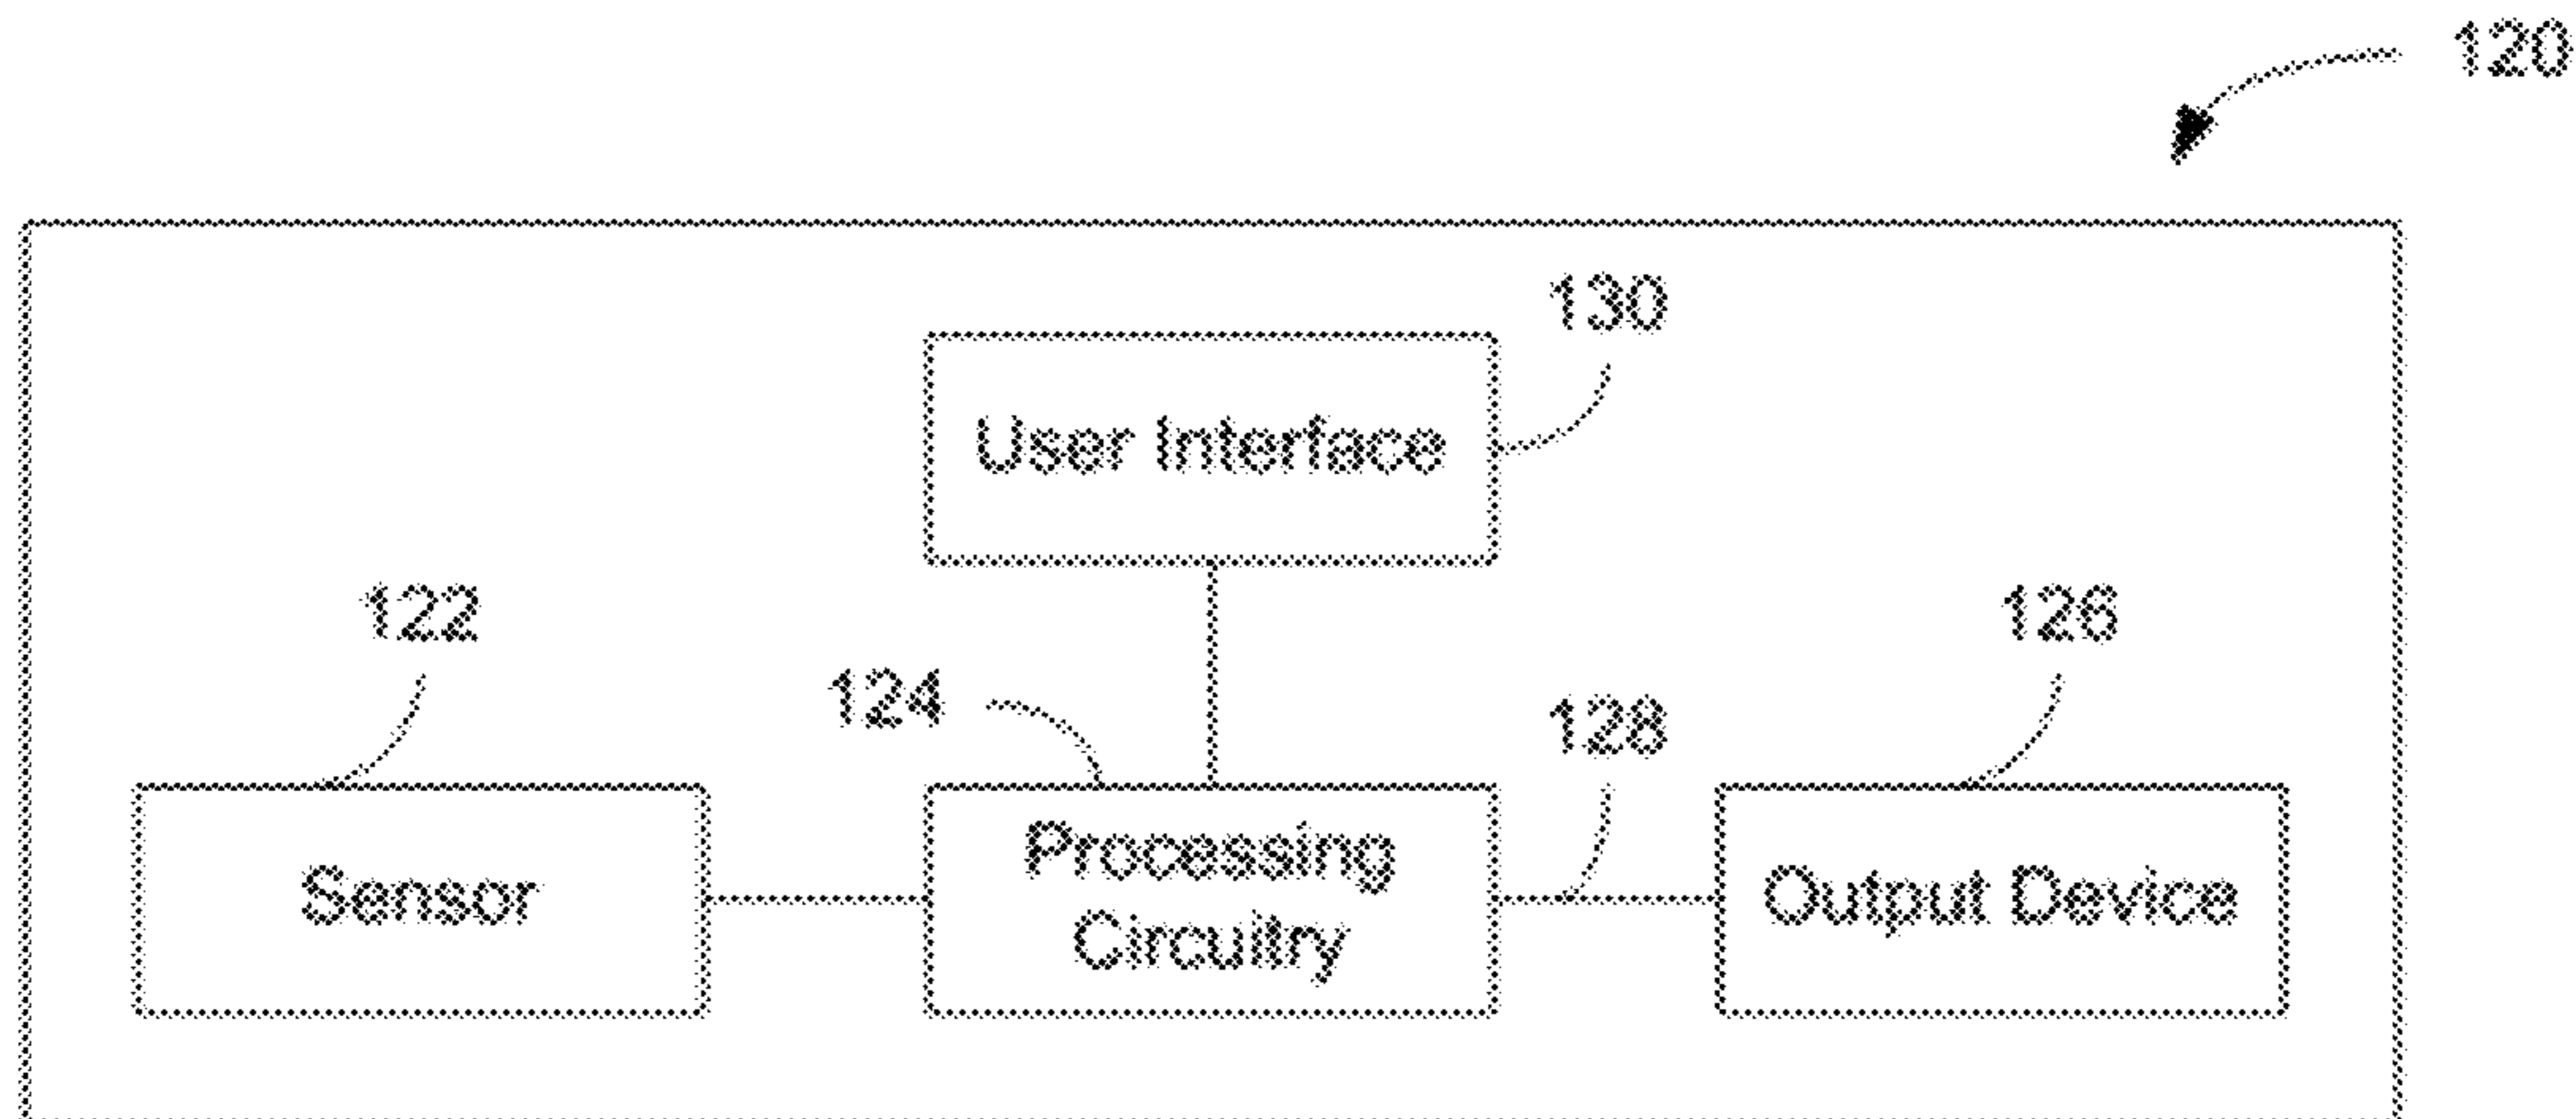 120
130
User Interface
122
126
124
128
Sensor
Processing
Circuitry
Output Device